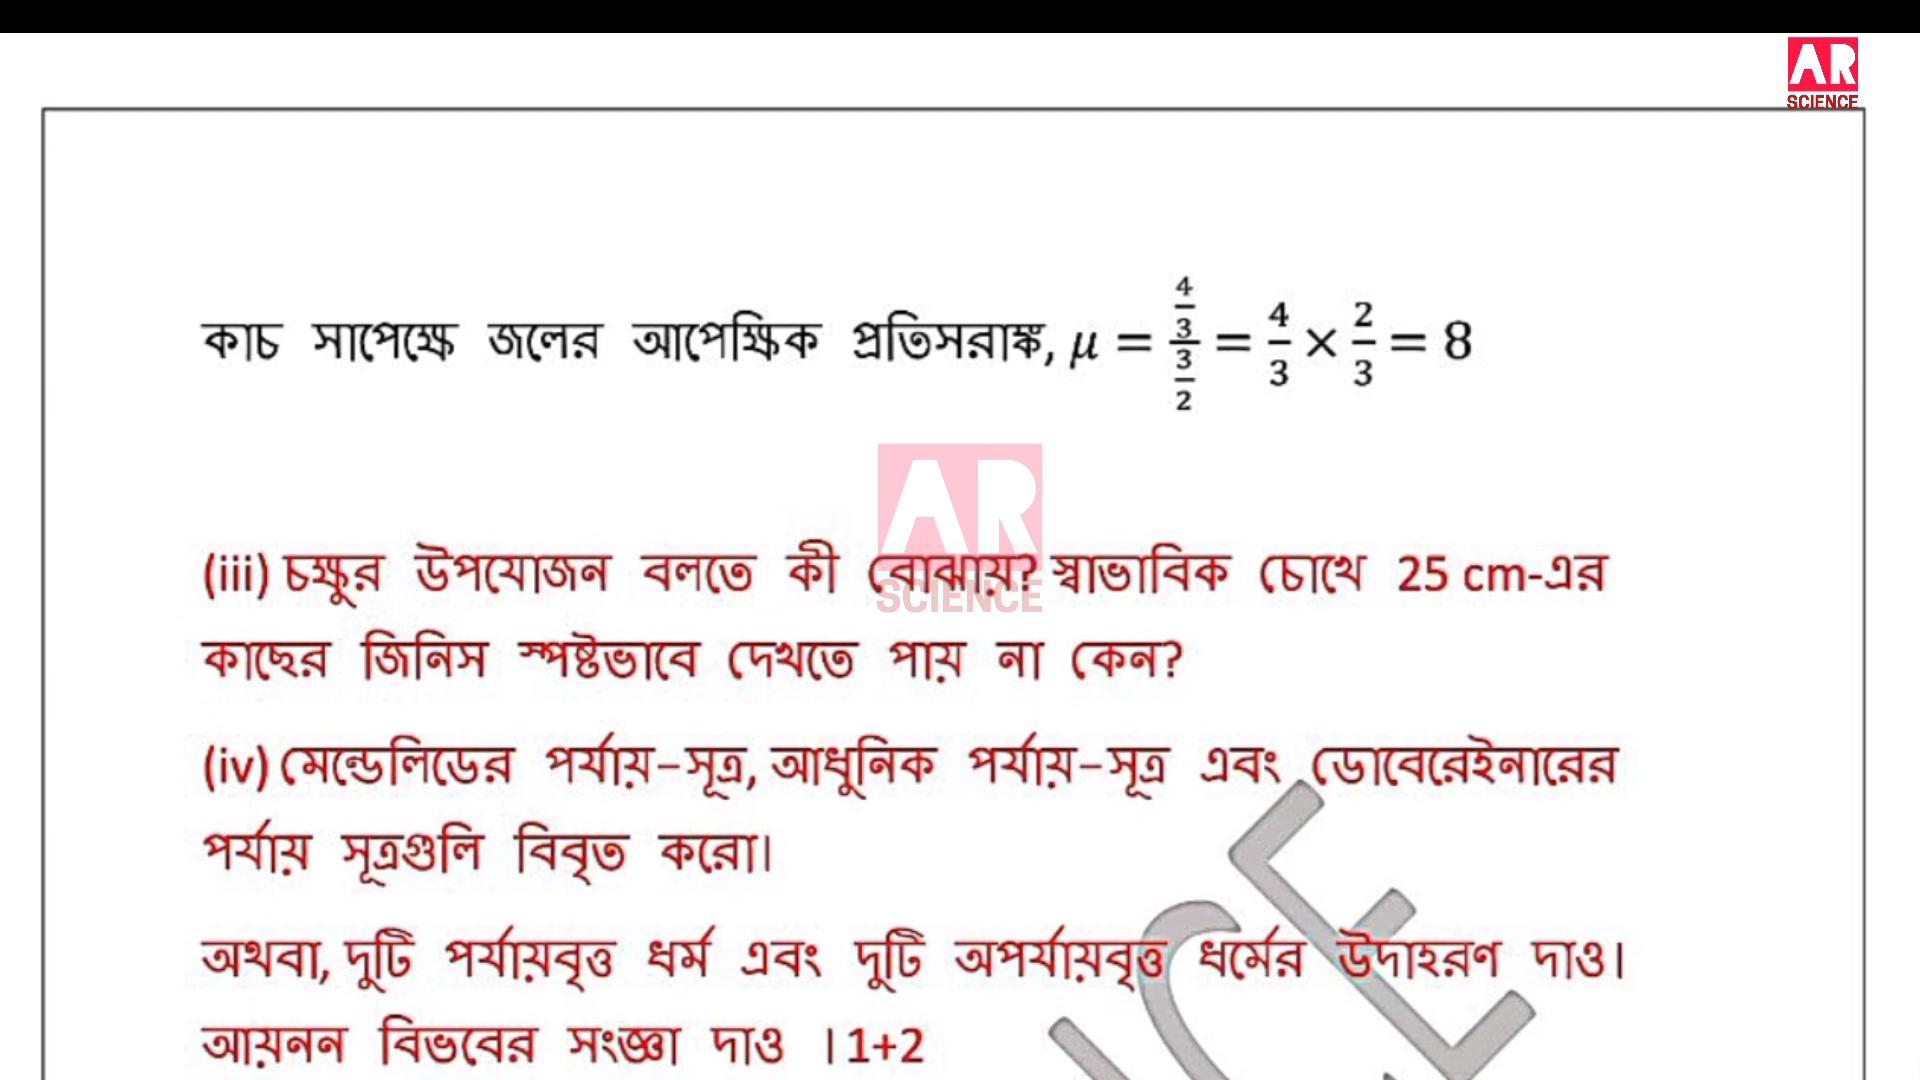 AR
SCIENCE
কাচ সাপেক্ষে জলের আপেক্ষিক প্রতিসরাঙ্ক, μ = (4/3)/(3/2) = 4/3 × 2/3 = 8
AR
SCIENCE
(iii) চক্ষুর উপযোজন বলতে কী বোঝায়? স্বাভাবিক চোখে 25 cm-এর
কাছের জিনিস স্পষ্টভাবে দেখতে পায় না কেন?
(iv) মেন্ডেলিডের পর্যায়–সূত্র, আধুনিক পর্যায়–সূত্র এবং ডোবেরেইনারের
পর্যায় সূত্রগুলি বিবৃত করো।
অথবা, দুটি পর্যায়বৃত্ত ধর্ম এবং দুটি অপর্যায়বৃত্ত ধর্মের উদাহরণ দাও।
আয়নন বিভবের সংজ্ঞা দাও । 1+2